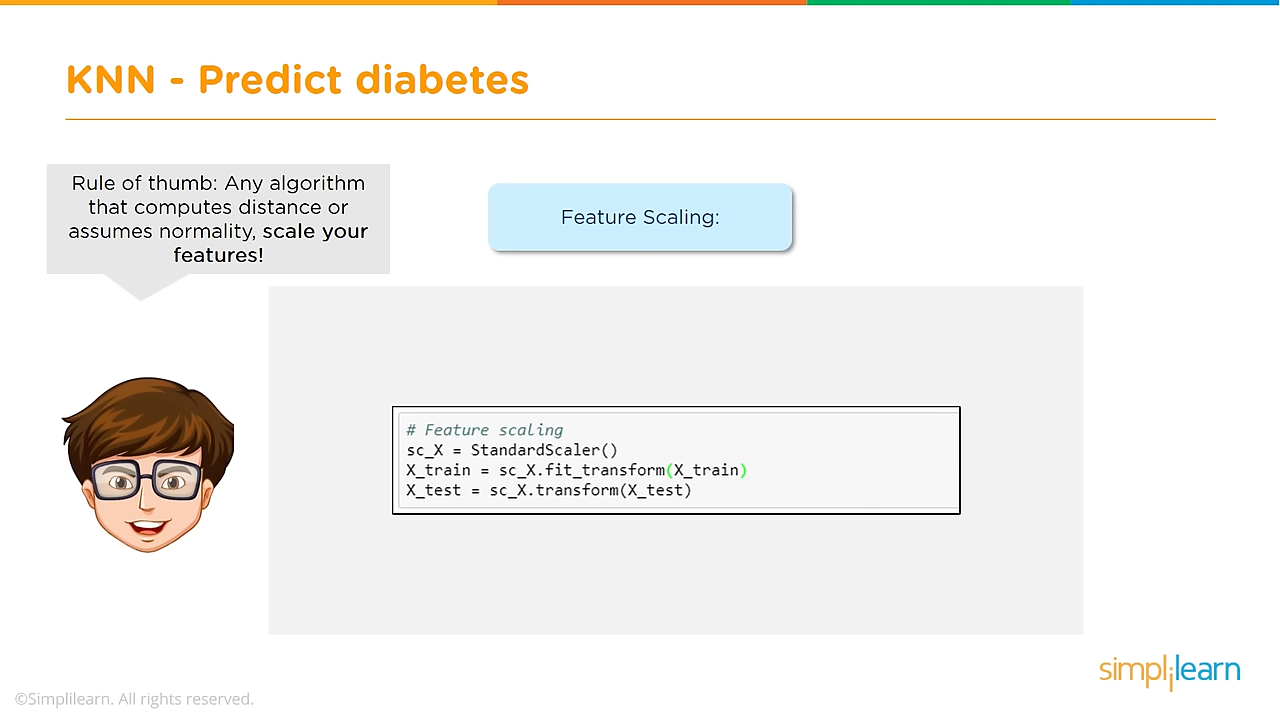 KNN - Predict diabetes
Rule of thumb: Any algorithm
that computes distance or
assumes normality, scale your
features!
Feature Scaling:
# Feature scaling
sc_X = StandardScaler()
X_train = sc_X.fit_transform(X_train)
X_test = sc_X.transform(X_test)
simplilearn
©Simplilearn. All rights reserved.